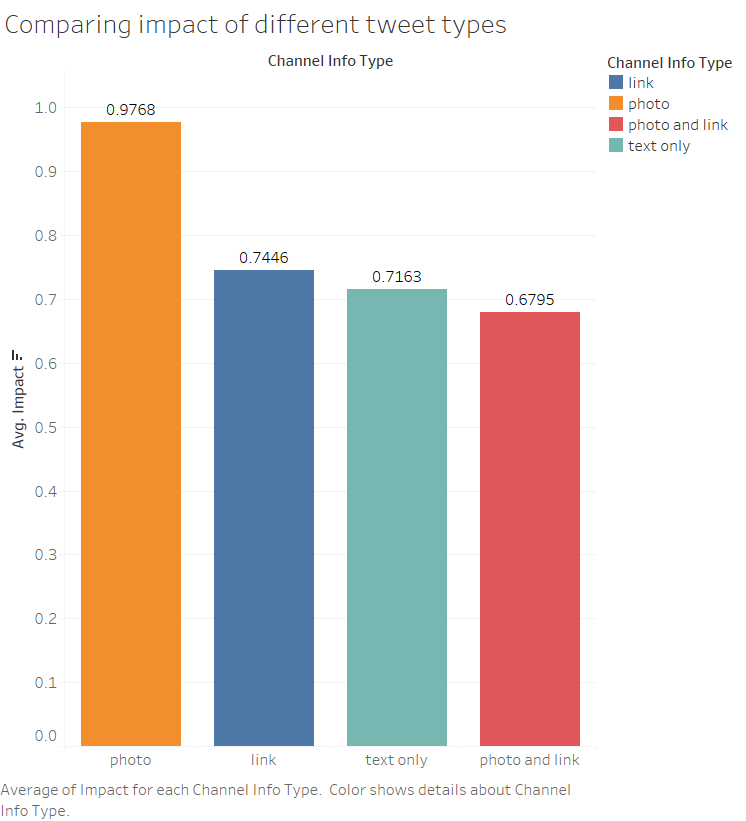 Comparing impact of different tweet types
Channel Info Type
Channel Info Type
link
photo
photo and link
text only
Avg. Impact
1.0
0.9
0.8
0.7
0.6
0.5
0.4
0.3
0.2
0.1
0.0
0.9768
0.7446
0.7163
0.6795
photo
link
text only
photo and link
Average of Impact for each Channel Info Type. Color shows details about Channel
Info Type.